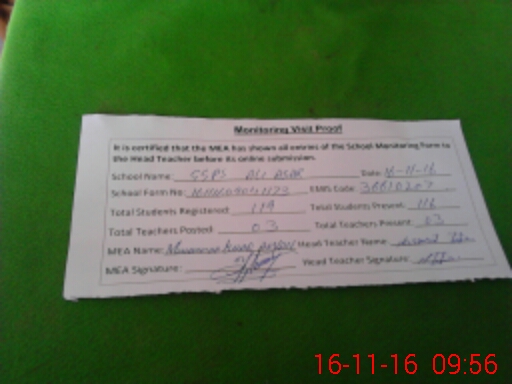 Monitoring Visit Proof
It is certified that the MEA has shown all entries of the School Monitoring Form to
the Head Teacher before its online submission.
School Name: GGPS ALI ASAR Date: 16-11-16
School Form No: EMIS Code:
Total Students Registered: 119 Total Students Present: 116
Total Teachers Posted: 03 Total Teachers Present: 03
MEA Name: Head Teacher Name:
MEA Signature: Head Teacher Signature:
16-11-16 09:56